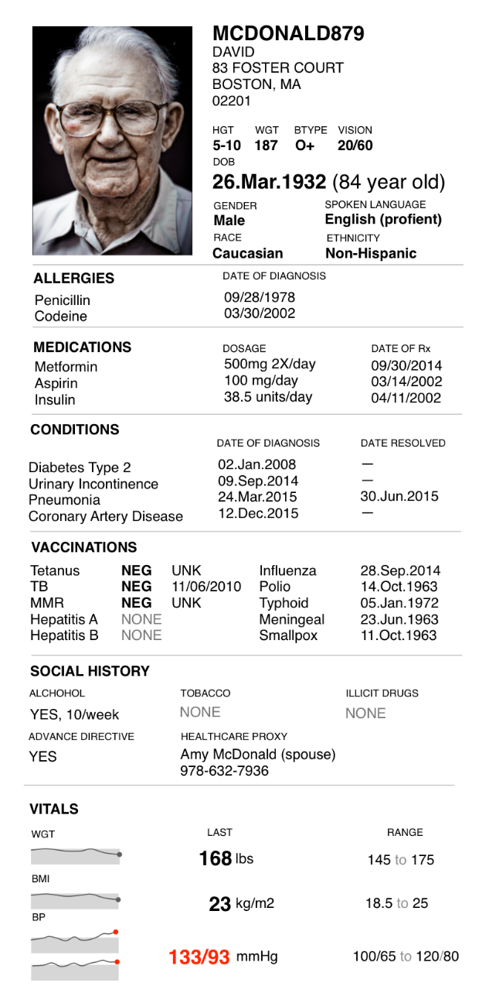 MCDONALD879
DAVID
83 FOSTER COURT
BOSTON, MA
02201
HGT WGT BTYPE VISION
5-10 187 O+ 20/60
DOB
26.Mar.1932 (84 year old)
GENDER SPOKEN LANGUAGE
Male English (profient)
RACE ETHNICITY
Caucasian Non-Hispanic
ALLERGIES DATE OF DIAGNOSIS
Penicillin 09/28/1978
Codeine 03/30/2002
MEDICATIONS DOSAGE DATE OF Rx
Metformin 500mg 2X/day 09/30/2014
Aspirin 100 mg/day 03/14/2002
Insulin 38.5 units/day 04/11/2002
CONDITIONS
DATE OF DIAGNOSIS DATE RESOLVED
Diabetes Type 2 02.Jan.2008 —
Urinary Incontinence 09.Sep.2014 —
Pneumonia 24.Mar.2015 30.Jun.2015
Coronary Artery Disease 12.Dec.2015 —
VACCINATIONS
Tetanus NEG UNK Influenza 28.Sep.2014
TB NEG 11/06/2010 Polio 14.Oct.1963
MMR NEG UNK Typhoid 05.Jan.1972
Hepatitis A NONE Meningeal 23.Jun.1963
Hepatitis B NONE Smallpox 11.Oct.1963
SOCIAL HISTORY
ALCHOHOL TOBACCO ILLICIT DRUGS
YES, 10/week NONE NONE
ADVANCE DIRECTIVE HEALTHCARE PROXY
YES Amy McDonald (spouse)
978-632-7936
VITALS
WGT LAST RANGE
168 lbs 145 to 175
BMI
23 kg/m2 18.5 to 25
BP
133/93 mmHg 100/65 to 120/80